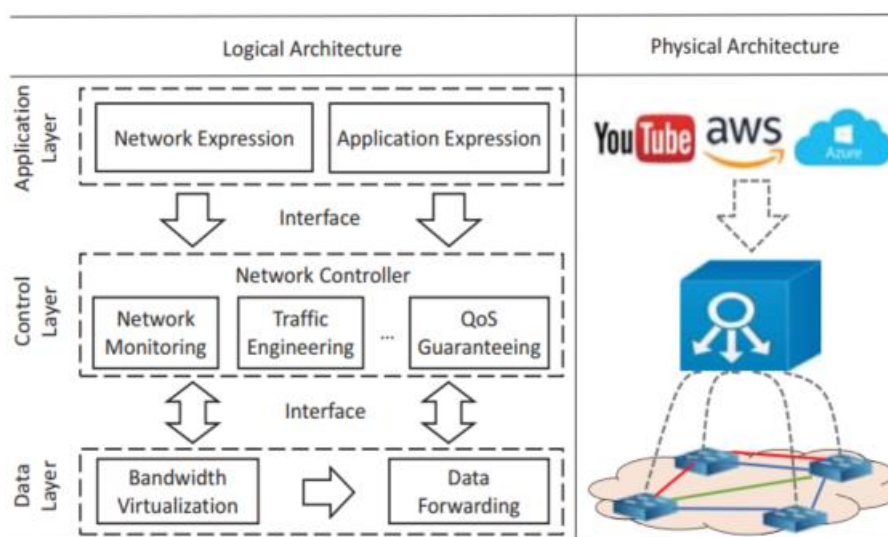 Logical Architecture
Physical Architecture
Application
Layer
Network Expression
Application Expression
YouTube
aws
Azure
Interface
Control
Layer
Network Controller
Network
Monitoring
Traffic
Engineering
...
QoS
Guaranteeing
Interface
Data
Layer
Bandwidth
Virtualization
Data
Forwarding